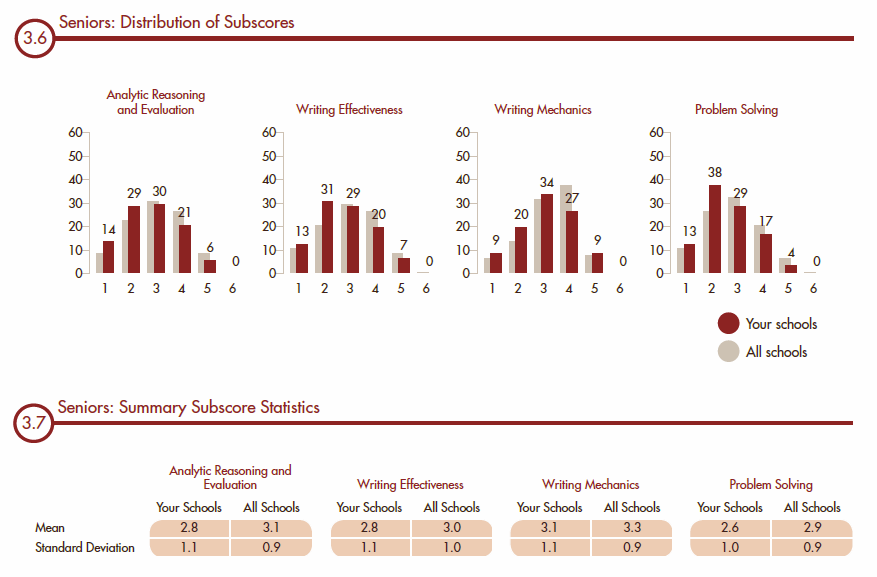 3.6 Seniors: Distribution of Subscores
Analytic Reasoning
and Evaluation
60
50
40
30
20
10
0
14
29
30
21
6
0
1 2 3 4 5 6
Writing Effectiveness
60
50
40
30
20
10
0
13
31
29
20
7
0
1 2 3 4 5 6
Writing Mechanics
60
50
40
30
20
10
0
9
20
34
27
9
0
1 2 3 4 5 6
Problem Solving
60
50
40
30
20
10
0
13
38
29
17
4
0
1 2 3 4 5 6
Your schools
All schools
3.7 Seniors: Summary Subscore Statistics
Analytic Reasoning and
Evaluation Writing Effectiveness Writing Mechanics Problem Solving
Your Schools All Schools Your Schools All Schools Your Schools All Schools Your Schools All Schools
Mean 2.8 3.1 2.8 3.0 3.1 3.3 2.6 2.9
Standard Deviation 1.1 0.9 1.1 1.0 1.1 0.9 1.0 0.9